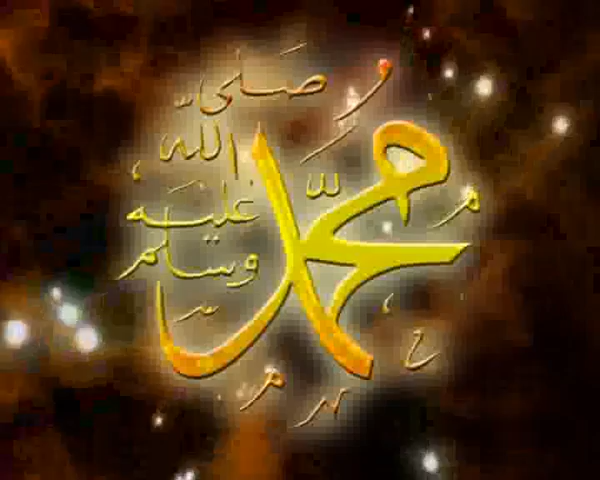 محمد
صلى
الله
عليه
وسلم